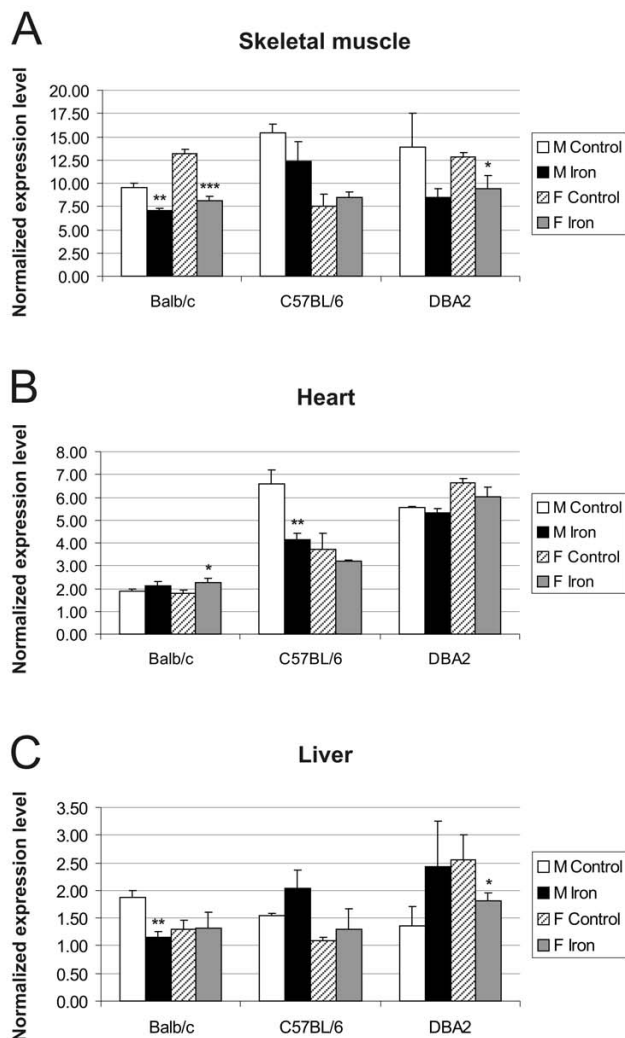 A
Skeletal muscle
Normalized expression level
20.00
17.50
15.00
12.50
10.00
7.50
5.00
2.50
0.00
**
***
*
Balb/c C57BL/6 DBA2
M Control
M Iron
F Control
F Iron
B
Heart
Normalized expression level
8.00
7.00
6.00
5.00
4.00
3.00
2.00
1.00
0.00
*
**
Balb/c C57BL/6 DBA2
M Control
M Iron
F Control
F Iron
C
Liver
Normalized expression level
3.50
3.00
2.50
2.00
1.50
1.00
0.50
0.00
**
*
Balb/c C57BL/6 DBA2
M Control
M Iron
F Control
F Iron